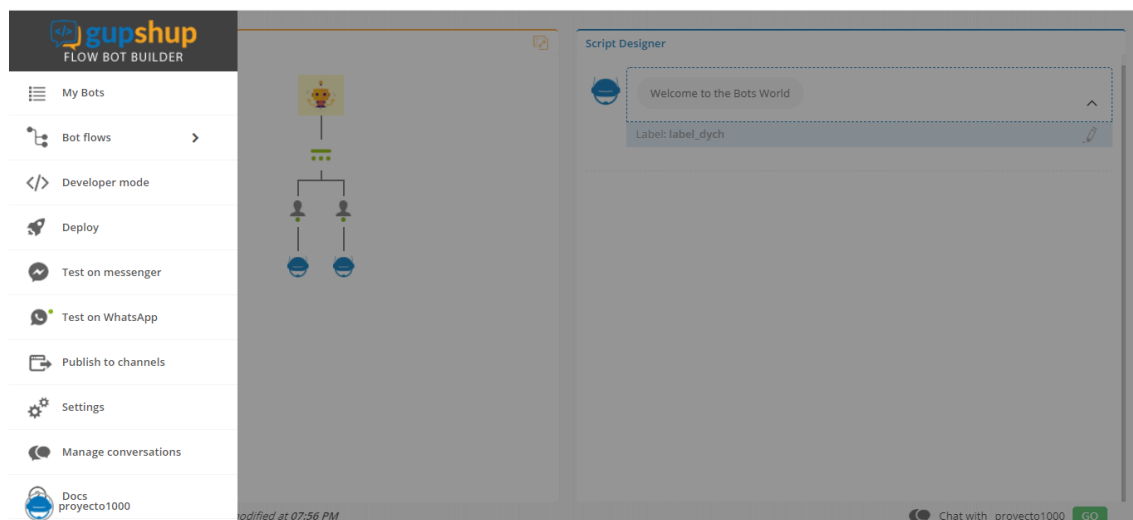 gupshup
FLOW BOT BUILDER
My Bots
Bot flows
Developer mode
Deploy
Test on messenger
Test on WhatsApp
Publish to channels
Settings
Manage conversations
Docs
proyecto1000
Script Designer
Welcome to the Bots World
Label: label_dych
modified at 07:56 PM
Chat with proyecto1000 GO